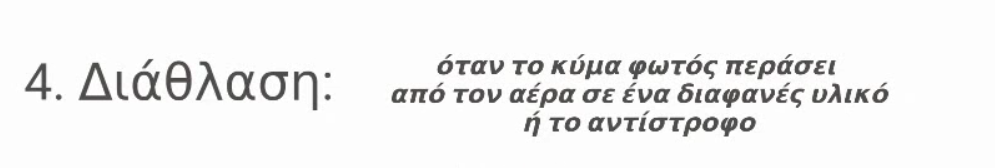 4. Διάθλαση:
όταν το κύμα φωτός περάσει
από τον αέρα σε ένα διαφανές υλικό
ή το αντίστροφο